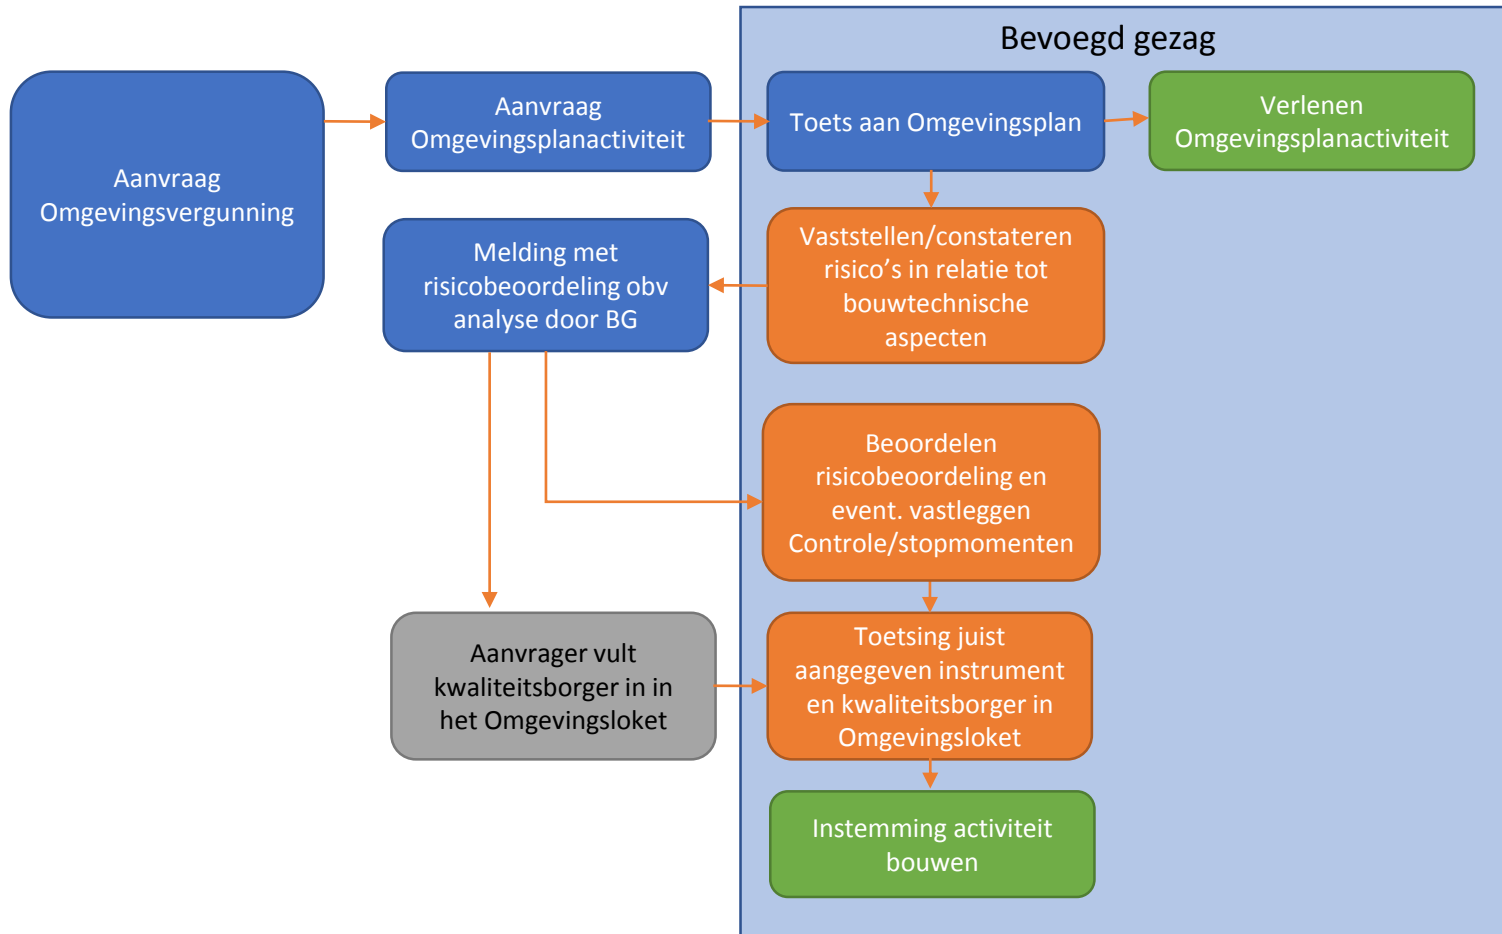 Bevoegd gezag
Aanvraag
Omgevingsvergunning
Aanvraag
Omgevingsplanactiviteit
Toets aan Omgevingsplan
Verlenen
Omgevingsplanactiviteit
Melding met
risicobeoordeling obv
analyse door BG
Vaststellen/constateren
risico’s in relatie tot
bouwtechnische
aspecten
Beoordelen
risicobeoordeling en
event. vastleggen
Controle/stopmomenten
Aanvrager vult
kwaliteitsborger in in
het Omgevingsloket
Toetsing juist
aangegeven instrument
en kwaliteitsborger in
Omgevingsloket
Instemming activiteit
bouwen